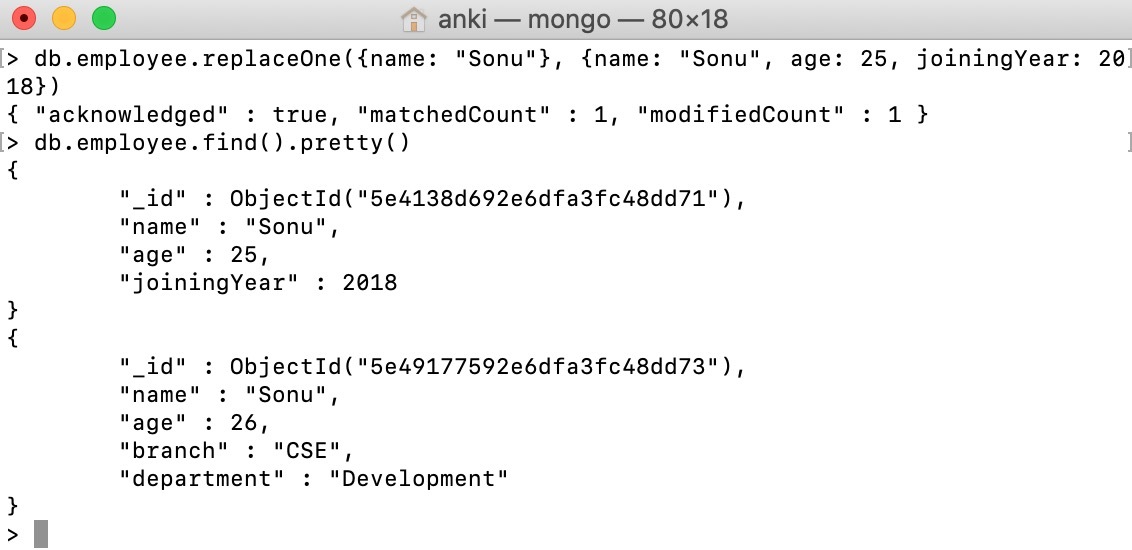 anki — mongo — 80×18
[> db.employee.replaceOne({name: "Sonu"}, {name: "Sonu", age: 25, joiningYear: 20]
18})
{ "acknowledged" : true, "matchedCount" : 1, "modifiedCount" : 1 }
[> db.employee.find().pretty() ]
{
"_id" : ObjectId("5e4138d692e6dfa3fc48dd71"),
"name" : "Sonu",
"age" : 25,
"joiningYear" : 2018
}
{
"_id" : ObjectId("5e49177592e6dfa3fc48dd73"),
"name" : "Sonu",
"age" : 26,
"branch" : "CSE",
"department" : "Development"
}
>